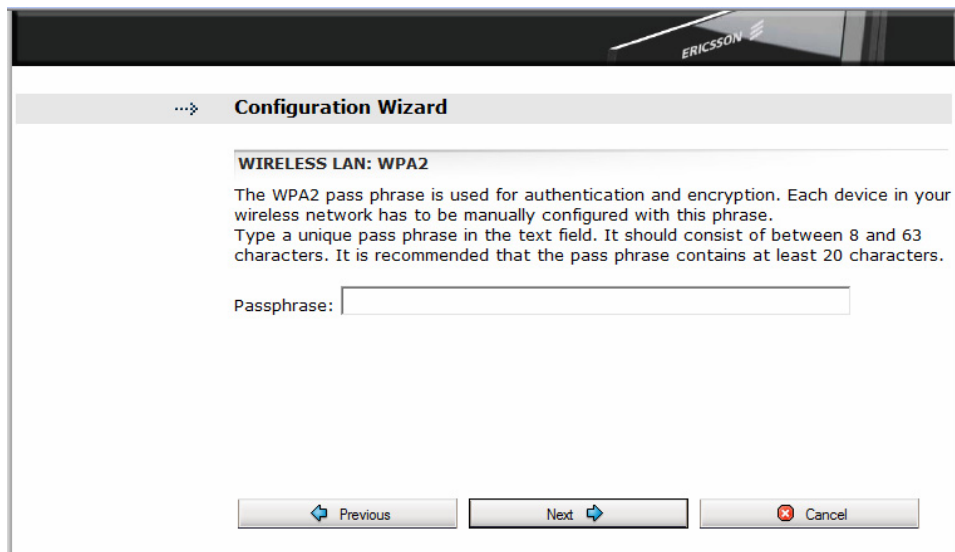 ERICSSON
Configuration Wizard
WIRELESS LAN: WPA2
The WPA2 pass phrase is used for authentication and encryption. Each device in your
wireless network has to be manually configured with this phrase.
Type a unique pass phrase in the text field. It should consist of between 8 and 63
characters. It is recommended that the pass phrase contains at least 20 characters.
Passphrase:
Previous
Next
Cancel